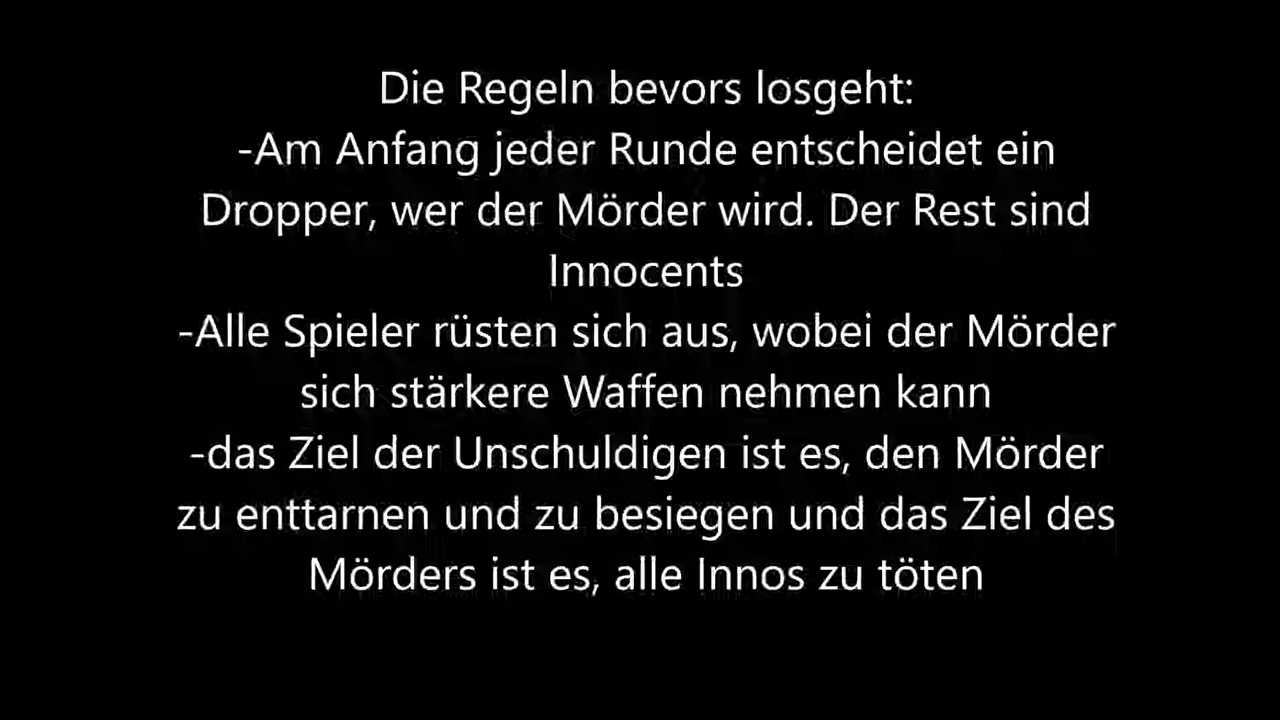 Die Regeln bevors losgeht:
-Am Anfang jeder Runde entscheidet ein
Dropper, wer der Mörder wird. Der Rest sind
Innocents
-Alle Spieler rüsten sich aus, wobei der Mörder
sich stärkere Waffen nehmen kann
-das Ziel der Unschuldigen ist es, den Mörder
zu enttarnen und zu besiegen und das Ziel des
Mörders ist es, alle Innos zu töten